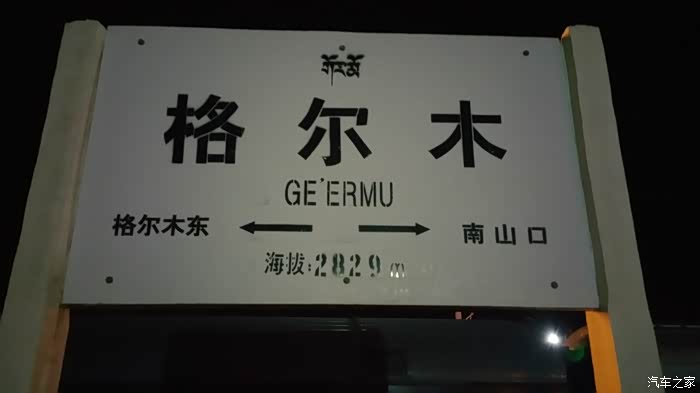 གོར་མོ
格尔木
GE'ERMU
格尔木东 南山口
海拔:2829
汽车之家